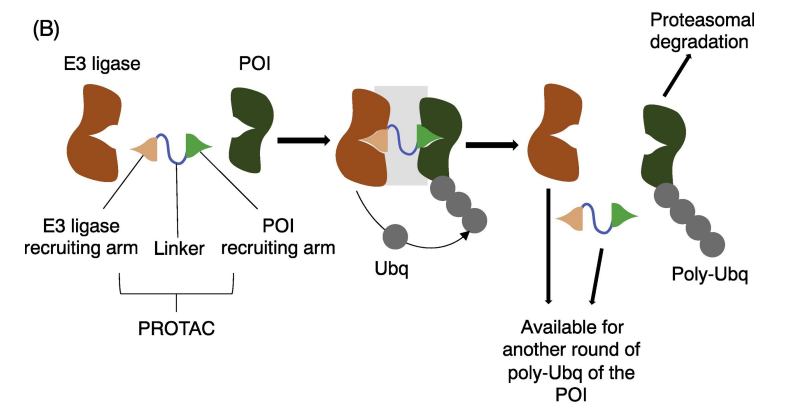 (B)
E3 ligase
POI
E3 ligase
recruiting arm
Linker
POI
recruiting arm
PROTAC
Ubq
Proteasomal
degradation
Poly-Ubq
Available for
another round of
poly-Ubq of the
POI